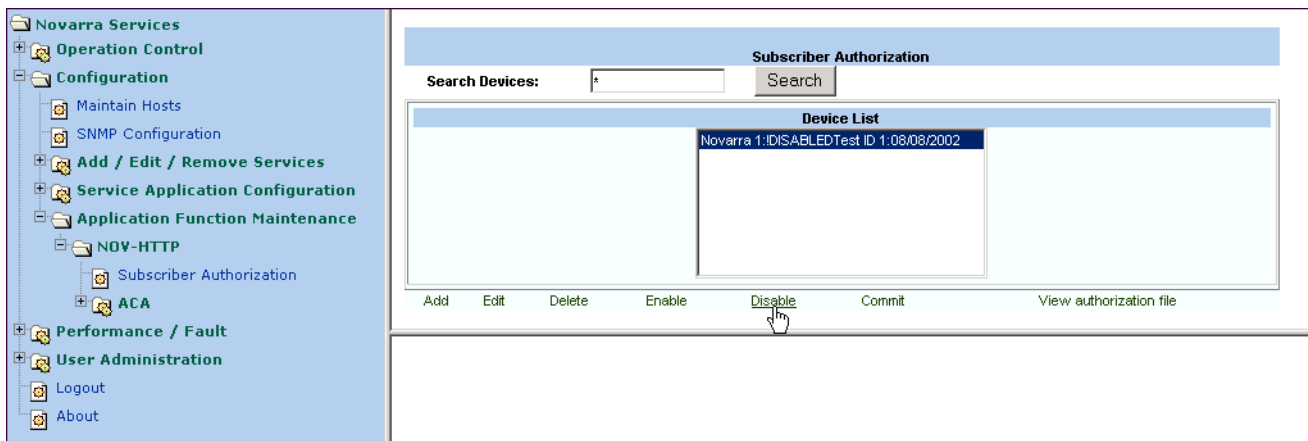 Novarra Services
Operation Control
Configuration
Maintain Hosts
SNMP Configuration
Add / Edit / Remove Services
Service Application Configuration
Application Function Maintenance
NOV-HTTP
Subscriber Authorization
ACA
Performance / Fault
User Administration
Logout
About
Subscriber Authorization
Search Devices: * Search
Device List
Novarra 1:!DISABLEDTest ID 1:08/08/2002
Add Edit Delete Enable Disable Commit View authorization file